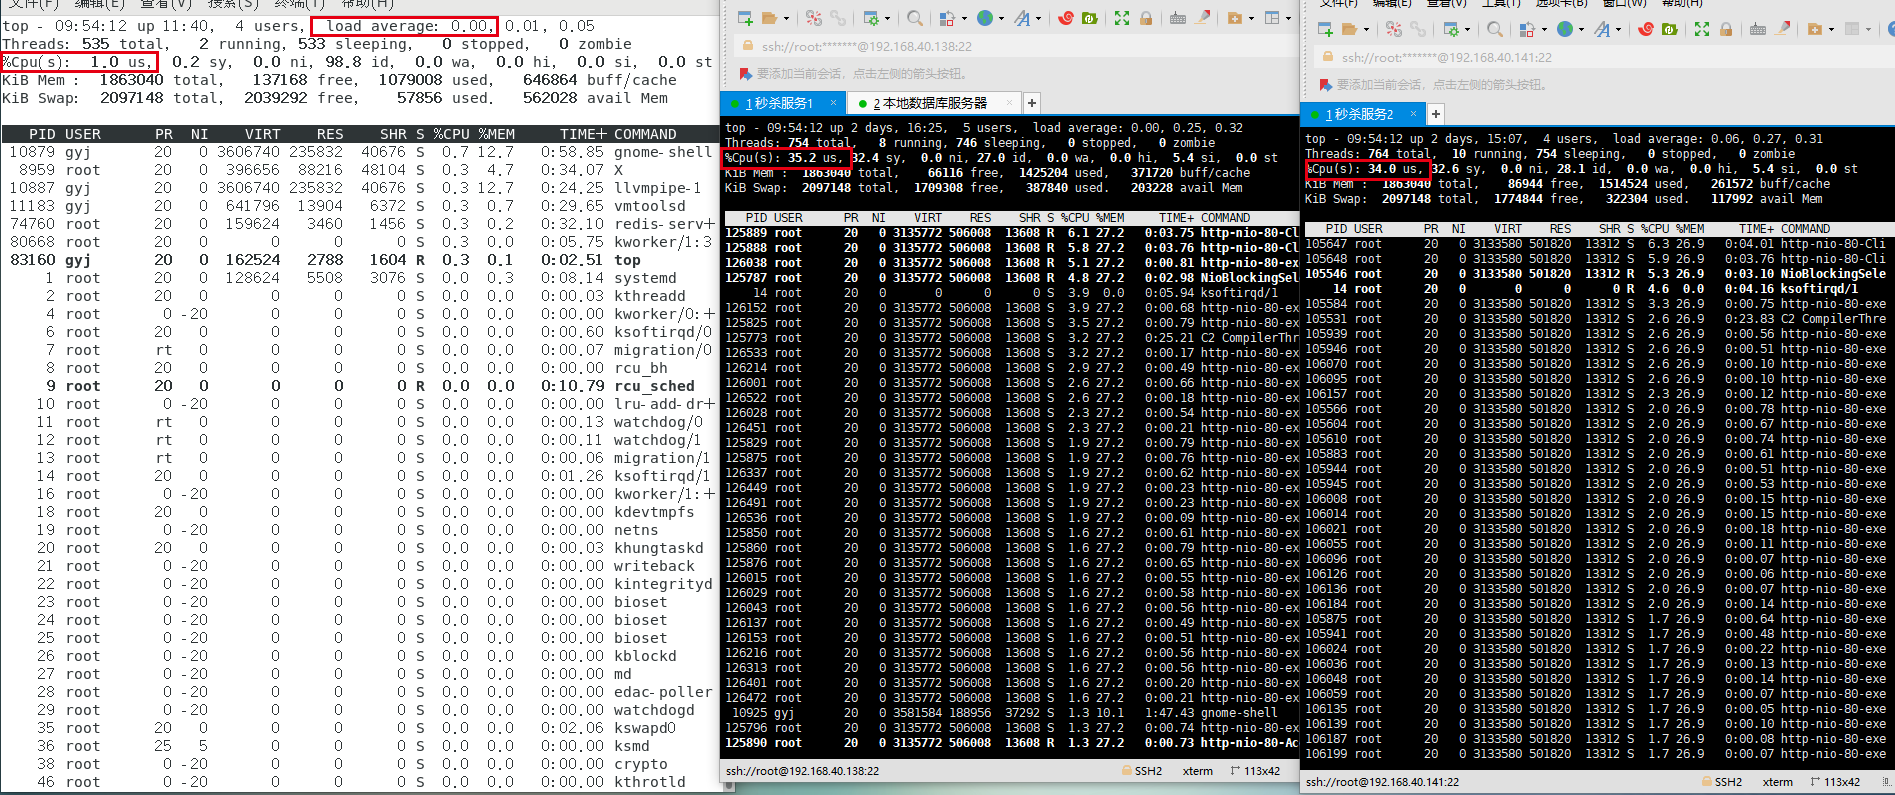 文件(F) 编辑(E) 查看(V) 搜索(S) 终端(T) 帮助(H)
top - 09:54:12 up 11:40,  4 users,  load average: 0.00, 0.01, 0.05
Threads: 535 total,   2 running, 533 sleeping,   0 stopped,   0 zombie
%Cpu(s):  1.0 us,  0.2 sy,  0.0 ni, 98.8 id,  0.0 wa,  0.0 hi,  0.0 si,  0.0 st
KiB Mem :  1863040 total,   137168 free,  1079008 used,   646864 buff/cache
KiB Swap:  2097148 total,  2039292 free,    57856 used.   562028 avail Mem
PID USER PR NI VIRT RES SHR S %CPU %MEM TIME+ COMMAND
10879 gyj 20 0 3606740 235832 40676 S 0.7 12.7 0:58.85 gnome-shell
8959 root 20 0 396656 88216 48104 S 0.3 4.7 0:34.07 X
10887 gyj 20 0 3606740 235832 40676 S 0.3 12.7 0:24.25 llvmpipe-1
11183 gyj 20 0 641796 13904 6372 S 0.3 0.7 0:29.65 vmtoolsd
74760 root 20 0 159624 3460 1456 S 0.3 0.2 0:32.10 redis-serv+
80668 root 20 0 0 0 0 S 0.3 0.0 0:05.75 kworker/1:3
83160 gyj 20 0 162524 2788 1604 R 0.3 0.1 0:02.51 top
1 root 20 0 128624 5508 3076 S 0.0 0.3 0:08.14 systemd
2 root 20 0 0 0 0 S 0.0 0.0 0:00.03 kthreadd
4 root 0 -20 0 0 0 S 0.0 0.0 0:00.00 kworker/0:+
6 root 20 0 0 0 0 S 0.0 0.0 0:00.60 ksoftirqd/0
7 root rt 0 0 0 0 S 0.0 0.0 0:00.07 migration/0
8 root 20 0 0 0 0 S 0.0 0.0 0:00.00 rcu_bh
9 root 20 0 0 0 0 R 0.0 0.0 0:10.79 rcu_sched
10 root 0 -20 0 0 0 S 0.0 0.0 0:00.00 lru-add-dr+
11 root rt 0 0 0 0 S 0.0 0.0 0:00.13 watchdog/0
12 root rt 0 0 0 0 S 0.0 0.0 0:00.11 watchdog/1
13 root rt 0 0 0 0 S 0.0 0.0 0:00.06 migration/1
14 root 20 0 0 0 0 S 0.0 0.0 0:01.26 ksoftirqd/1
16 root 0 -20 0 0 0 S 0.0 0.0 0:00.00 kworker/1:+
18 root 20 0 0 0 0 S 0.0 0.0 0:00.00 kdevtmpfs
19 root 0 -20 0 0 0 S 0.0 0.0 0:00.00 netns
20 root 20 0 0 0 0 S 0.0 0.0 0:00.03 khungtaskd
21 root 0 -20 0 0 0 S 0.0 0.0 0:00.00 writeback
22 root 0 -20 0 0 0 S 0.0 0.0 0:00.00 kintegrityd
23 root 0 -20 0 0 0 S 0.0 0.0 0:00.00 bioset
24 root 0 -20 0 0 0 S 0.0 0.0 0:00.00 bioset
25 root 0 -20 0 0 0 S 0.0 0.0 0:00.00 bioset
26 root 0 -20 0 0 0 S 0.0 0.0 0:00.00 kblockd
27 root 0 -20 0 0 0 S 0.0 0.0 0:00.00 md
28 root 0 -20 0 0 0 S 0.0 0.0 0:00.00 edac-poller
29 root 0 -20 0 0 0 S 0.0 0.0 0:00.00 watchdogd
35 root 20 0 0 0 0 S 0.0 0.0 0:02.06 kswapd0
36 root 25 5 0 0 0 S 0.0 0.0 0:00.00 ksmd
38 root 0 -20 0 0 0 S 0.0 0.0 0:00.00 crypto
46 root 0 -20 0 0 0 S 0.0 0.0 0:00.00 kthrotld
ssh://root:*******@192.168.40.138:22
要添加当前会话，点击左侧的箭头按钮。
1 秒杀服务1 × 2 本地数据库服务器 × +
top - 09:54:12 up 2 days, 16:25,  5 users,  load average: 0.00, 0.25, 0.32
Threads: 754 total,   8 running, 746 sleeping,   0 stopped,   0 zombie
%Cpu(s): 35.2 us, 32.4 sy,  0.0 ni, 27.0 id,  0.0 wa,  0.0 hi,  5.4 si,  0.0 st
KiB Mem :  1863040 total,    66116 free,  1425204 used,   371720 buff/cache
KiB Swap:  2097148 total,  1709308 free,   387840 used.   203228 avail Mem
PID USER PR NI VIRT RES SHR S %CPU %MEM TIME+ COMMAND
125889 root 20 0 3135772 506008 13608 R 6.1 27.2 0:03.75 http-nio-80-Cl
125888 root 20 0 3135772 506008 13608 R 5.8 27.2 0:03.76 http-nio-80-Cl
126038 root 20 0 3135772 506008 13608 R 5.1 27.2 0:00.81 http-nio-80-ex
125787 root 20 0 3135772 506008 13608 R 4.8 27.2 0:02.98 NioBlockingSel
14 root 20 0 0 0 0 S 3.9 0.0 0:05.94 ksoftirqd/1
126152 root 20 0 3135772 506008 13608 S 3.9 27.2 0:00.68 http-nio-80-ex
125825 root 20 0 3135772 506008 13608 S 3.5 27.2 0:00.79 http-nio-80-ex
125773 root 20 0 3135772 506008 13608 S 3.2 27.2 0:25.21 C2 CompilerThr
126533 root 20 0 3135772 506008 13608 S 3.2 27.2 0:00.17 http-nio-80-ex
126214 root 20 0 3135772 506008 13608 S 2.9 27.2 0:00.49 http-nio-80-ex
126001 root 20 0 3135772 506008 13608 S 2.6 27.2 0:00.66 http-nio-80-ex
126522 root 20 0 3135772 506008 13608 S 2.6 27.2 0:00.18 http-nio-80-ex
126028 root 20 0 3135772 506008 13608 S 2.3 27.2 0:00.54 http-nio-80-ex
126451 root 20 0 3135772 506008 13608 S 2.3 27.2 0:00.21 http-nio-80-ex
125829 root 20 0 3135772 506008 13608 S 1.9 27.2 0:00.79 http-nio-80-ex
125875 root 20 0 3135772 506008 13608 S 1.9 27.2 0:00.76 http-nio-80-ex
126337 root 20 0 3135772 506008 13608 S 1.9 27.2 0:00.62 http-nio-80-ex
126449 root 20 0 3135772 506008 13608 S 1.9 27.2 0:00.23 http-nio-80-ex
126491 root 20 0 3135772 506008 13608 S 1.9 27.2 0:00.23 http-nio-80-ex
126536 root 20 0 3135772 506008 13608 S 1.9 27.2 0:00.09 http-nio-80-ex
125850 root 20 0 3135772 506008 13608 S 1.6 27.2 0:00.61 http-nio-80-ex
125860 root 20 0 3135772 506008 13608 S 1.6 27.2 0:00.79 http-nio-80-ex
125876 root 20 0 3135772 506008 13608 S 1.6 27.2 0:00.65 http-nio-80-ex
126015 root 20 0 3135772 506008 13608 S 1.6 27.2 0:00.55 http-nio-80-ex
126029 root 20 0 3135772 506008 13608 S 1.6 27.2 0:00.58 http-nio-80-ex
126043 root 20 0 3135772 506008 13608 S 1.6 27.2 0:00.56 http-nio-80-ex
126137 root 20 0 3135772 506008 13608 S 1.6 27.2 0:00.49 http-nio-80-ex
126153 root 20 0 3135772 506008 13608 S 1.6 27.2 0:00.51 http-nio-80-ex
126216 root 20 0 3135772 506008 13608 S 1.6 27.2 0:00.56 http-nio-80-ex
126313 root 20 0 3135772 506008 13608 S 1.6 27.2 0:00.56 http-nio-80-ex
126401 root 20 0 3135772 506008 13608 S 1.6 27.2 0:00.20 http-nio-80-ex
126472 root 20 0 3135772 506008 13608 S 1.6 27.2 0:00.21 http-nio-80-ex
10925 gyj 20 0 3581584 188956 37292 S 1.3 10.1 1:47.43 gnome-shell
125796 root 20 0 3135772 506008 13608 S 1.3 27.2 0:00.74 http-nio-80-ex
125890 root 20 0 3135772 506008 13608 R 1.3 27.2 0:00.73 http-nio-80-Ac
ssh://root@192.168.40.138:22 SSH2 xterm 113x42
文件(F) 编辑(E) 查看(V) 工具(T) 选项卡(B) 窗口(W) 帮助(H)
ssh://root:*******@192.168.40.141:22
要添加当前会话，点击左侧的箭头按钮。
1 秒杀服务2 × +
top - 09:54:12 up 2 days, 15:07,  4 users,  load average: 0.06, 0.27, 0.31
Threads: 764 total,  10 running, 754 sleeping,   0 stopped,   0 zombie
%Cpu(s): 34.0 us, 32.6 sy,  0.0 ni, 28.1 id,  0.0 wa,  0.0 hi,  5.4 si,  0.0 st
KiB Mem :  1863040 total,    86944 free,  1514524 used,   261572 buff/cache
KiB Swap:  2097148 total,  1774844 free,   322304 used.   117992 avail Mem
PID USER PR NI VIRT RES SHR S %CPU %MEM TIME+ COMMAND
105647 root 20 0 3133580 501820 13312 S 6.3 26.9 0:04.01 http-nio-80-Cli
105648 root 20 0 3133580 501820 13312 S 5.9 26.9 0:03.76 http-nio-80-Cli
105546 root 20 0 3133580 501820 13312 R 5.3 26.9 0:03.10 NioBlockingSele
14 root 20 0 0 0 0 R 4.6 0.0 0:04.16 ksoftirqd/1
105584 root 20 0 3133580 501820 13312 S 3.3 26.9 0:00.75 http-nio-80-exe
105531 root 20 0 3133580 501820 13312 S 2.6 26.9 0:23.83 C2 CompilerThre
105939 root 20 0 3133580 501820 13312 S 2.6 26.9 0:00.56 http-nio-80-exe
105946 root 20 0 3133580 501820 13312 S 2.6 26.9 0:00.51 http-nio-80-exe
106070 root 20 0 3133580 501820 13312 S 2.6 26.9 0:00.10 http-nio-80-exe
106095 root 20 0 3133580 501820 13312 S 2.6 26.9 0:00.10 http-nio-80-exe
106157 root 20 0 3133580 501820 13312 S 2.3 26.9 0:00.12 http-nio-80-exe
105566 root 20 0 3133580 501820 13312 S 2.0 26.9 0:00.78 http-nio-80-exe
105604 root 20 0 3133580 501820 13312 S 2.0 26.9 0:00.67 http-nio-80-exe
105610 root 20 0 3133580 501820 13312 S 2.0 26.9 0:00.74 http-nio-80-exe
105883 root 20 0 3133580 501820 13312 S 2.0 26.9 0:00.61 http-nio-80-exe
105944 root 20 0 3133580 501820 13312 S 2.0 26.9 0:00.51 http-nio-80-exe
105945 root 20 0 3133580 501820 13312 S 2.0 26.9 0:00.53 http-nio-80-exe
106008 root 20 0 3133580 501820 13312 S 2.0 26.9 0:00.15 http-nio-80-exe
106014 root 20 0 3133580 501820 13312 S 2.0 26.9 0:00.15 http-nio-80-exe
106021 root 20 0 3133580 501820 13312 S 2.0 26.9 0:00.18 http-nio-80-exe
106055 root 20 0 3133580 501820 13312 S 2.0 26.9 0:00.11 http-nio-80-exe
106096 root 20 0 3133580 501820 13312 S 2.0 26.9 0:00.07 http-nio-80-exe
106126 root 20 0 3133580 501820 13312 S 2.0 26.9 0:00.06 http-nio-80-exe
106136 root 20 0 3133580 501820 13312 S 2.0 26.9 0:00.07 http-nio-80-exe
106184 root 20 0 3133580 501820 13312 S 2.0 26.9 0:00.14 http-nio-80-exe
105875 root 20 0 3133580 501820 13312 S 1.7 26.9 0:00.64 http-nio-80-exe
105941 root 20 0 3133580 501820 13312 S 1.7 26.9 0:00.48 http-nio-80-exe
106024 root 20 0 3133580 501820 13312 S 1.7 26.9 0:00.22 http-nio-80-exe
106036 root 20 0 3133580 501820 13312 S 1.7 26.9 0:00.13 http-nio-80-exe
106048 root 20 0 3133580 501820 13312 S 1.7 26.9 0:00.14 http-nio-80-exe
106059 root 20 0 3133580 501820 13312 S 1.7 26.9 0:00.07 http-nio-80-exe
106135 root 20 0 3133580 501820 13312 S 1.7 26.9 0:00.05 http-nio-80-exe
106139 root 20 0 3133580 501820 13312 S 1.7 26.9 0:00.10 http-nio-80-exe
106187 root 20 0 3133580 501820 13312 S 1.7 26.9 0:00.08 http-nio-80-exe
106199 root 20 0 3133580 501820 13312 S 1.7 26.9 0:00.07 http-nio-80-exe
ssh://root@192.168.40.141:22 SSH2 xterm 113x42